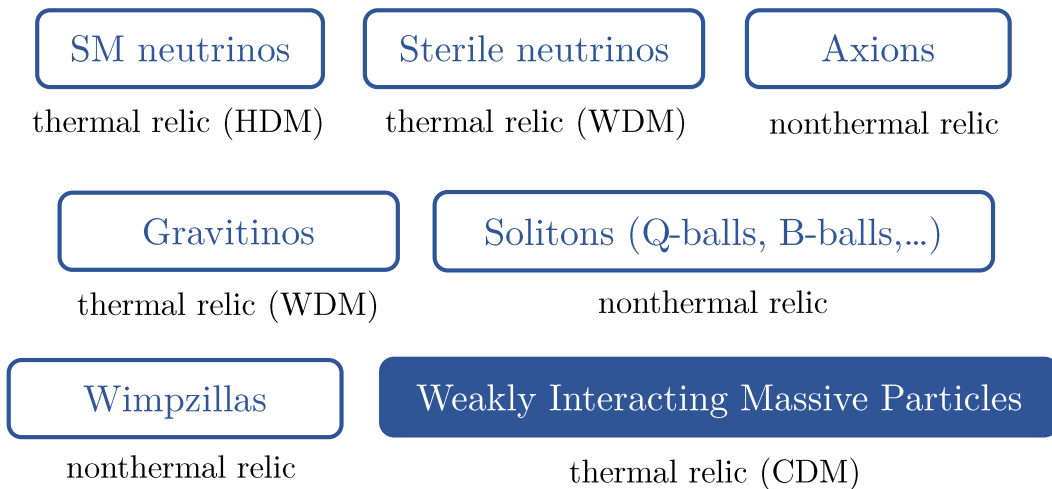 SM neutrinos
Sterile neutrinos
Axions
thermal relic (HDM)
thermal relic (WDM)
nonthermal relic
Gravitinos
Solitons (Q-balls, B-balls,...)
thermal relic (WDM)
nonthermal relic
Wimpzillas
Weakly Interacting Massive Particles
nonthermal relic
thermal relic (CDM)